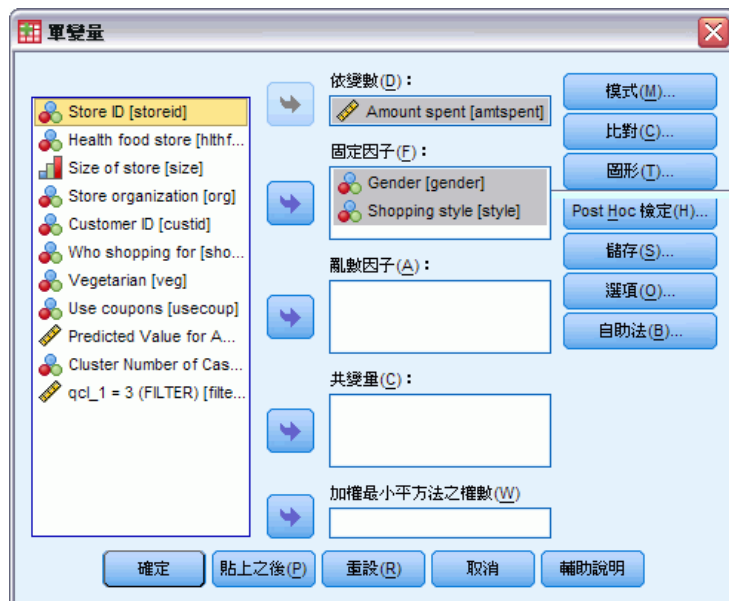 單變量
Store ID [storeid]
Health food store [hlthf...
Size of store [size]
Store organization [org]
Customer ID [custid]
Who shopping for [sho...
Vegetarian [veg]
Use coupons [usecoup]
Predicted Value for A...
Cluster Number of Cas...
qcl_1 = 3 (FILTER) [filte...
依變數(D)：
Amount spent [amtspent]
固定因子(F)：
Gender [gender]
Shopping style [style]
亂數因子(A)：
共變量(C)：
加權最小平方法之權數(W)
模式(M)...
比對(C)...
圖形(T)...
Post Hoc 檢定(H)...
儲存(S)...
選項(O)...
自助法(B)...
確定
貼上之後(P)
重設(R)
取消
輔助說明